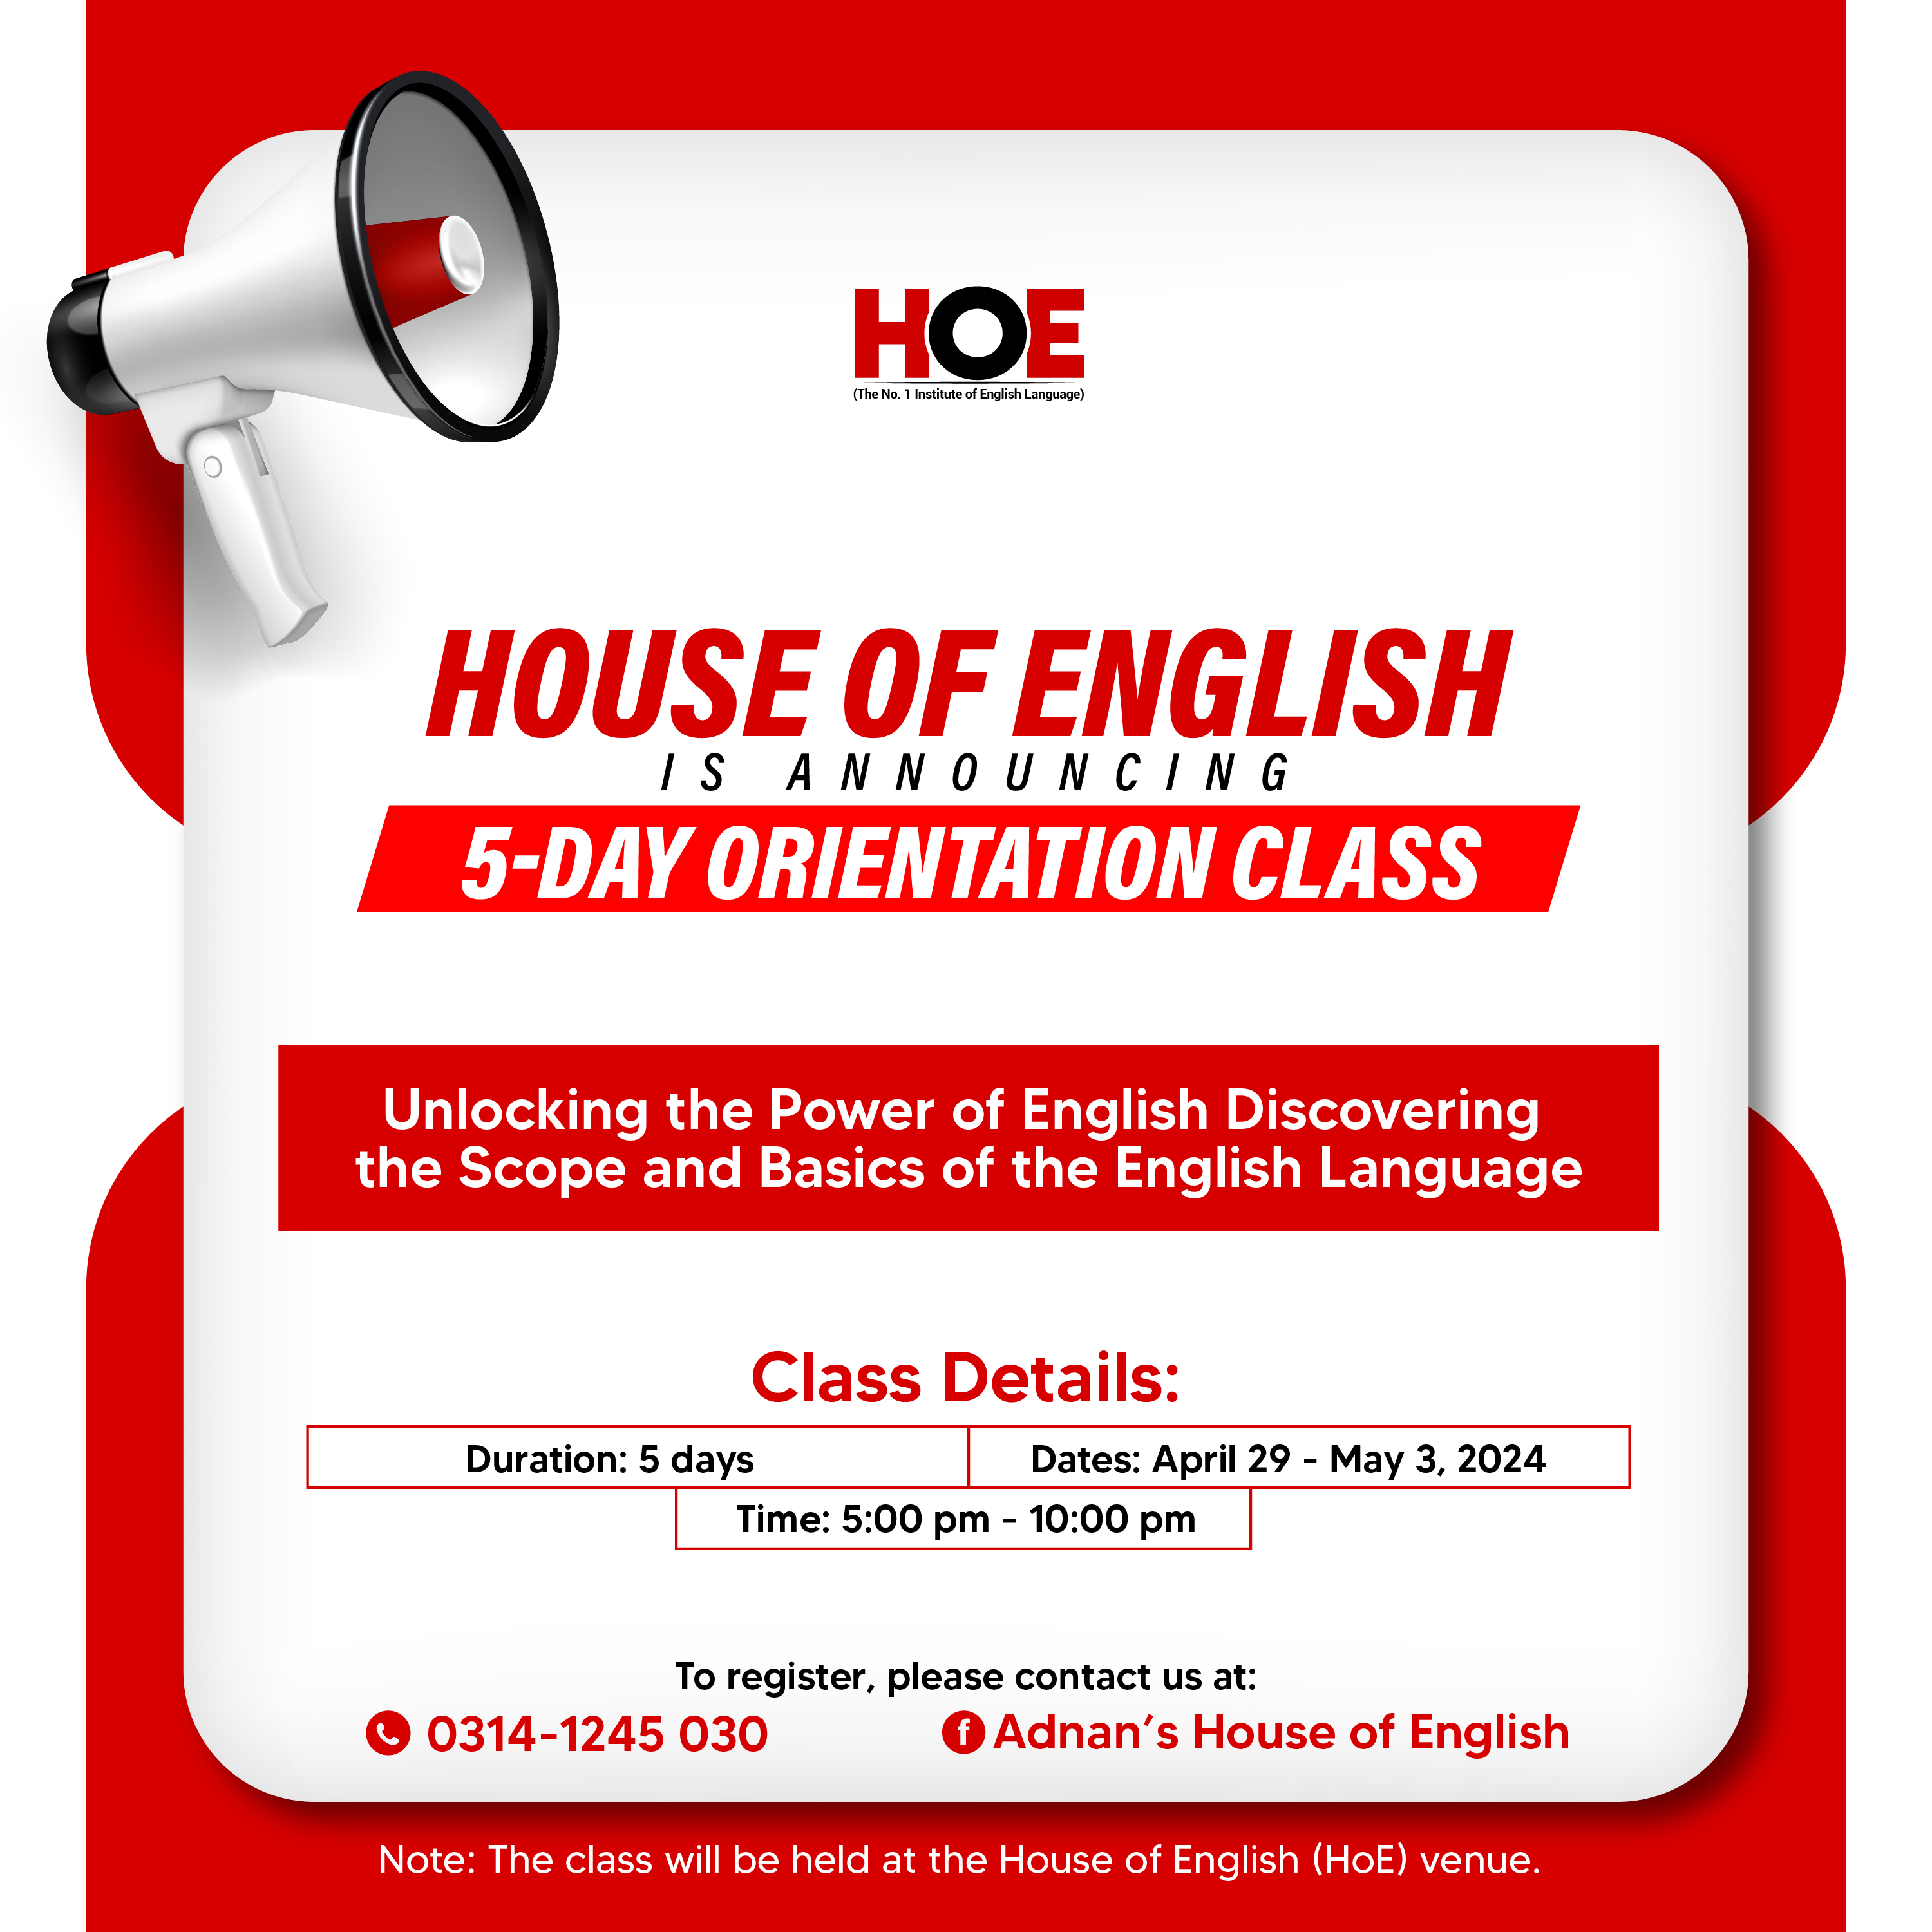 HOE
(The No. 1 Institute of English Language)
HOUSE OF ENGLISH
IS ANNOUNCING
5-DAY ORIENTATION CLASS
Unlocking the Power of English Discovering
the Scope and Basics of the English Language
Class Details:
Duration: 5 days
Dates: April 29 - May 3, 2024
Time: 5:00 pm - 10:00 pm
To register, please contact us at:
0314-1245 030
f Adnan’s House of English
Note: The class will be held at the House of English (HoE) venue.